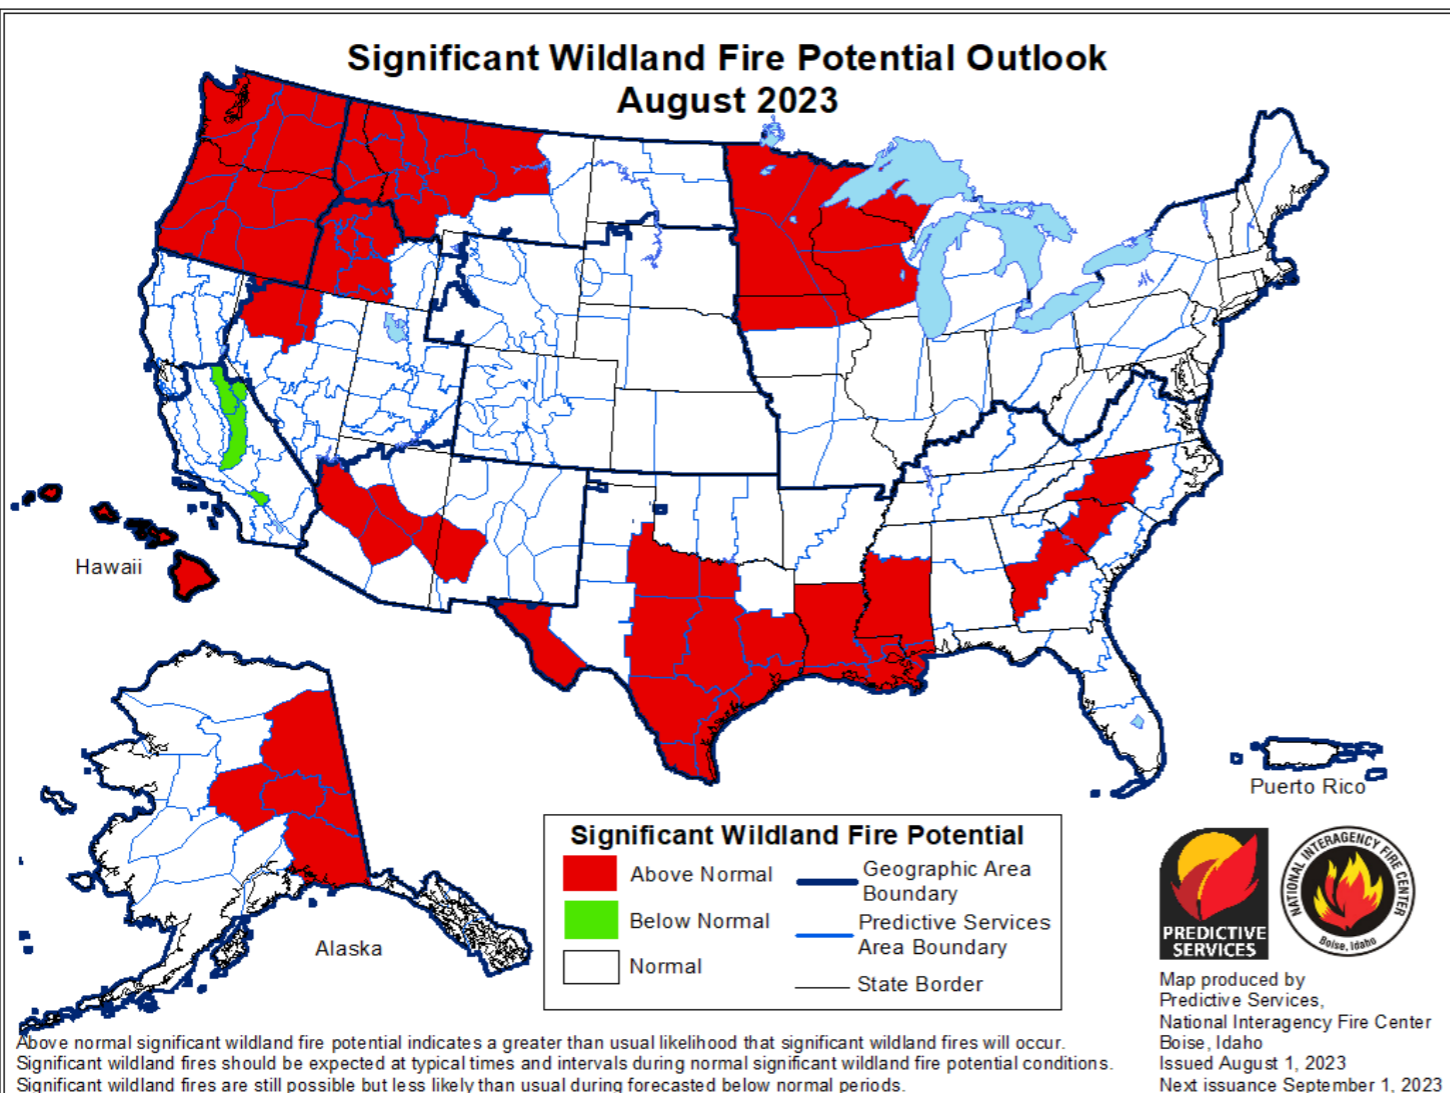 Significant Wildland Fire Potential Outlook
August 2023
Hawaii
Alaska
Puerto Rico
Significant Wildland Fire Potential
Above Normal
Below Normal
Normal
Geographic Area
Boundary
Predictive Services
Area Boundary
State Border
PREDICTIVE
SERVICES
NATIONAL INTERAGENCY FIRE CENTER
Boise, Idaho
Map produced by
Predictive Services,
National Interagency Fire Center
Boise, Idaho
Issued August 1, 2023
Next issuance September 1, 2023
Above normal significant wildland fire potential indicates a greater than usual likelihood that significant wildland fires will occur.
Significant wildland fires should be expected at typical times and intervals during normal significant wildland fire potential conditions.
Significant wildland fires are still possible but less likely than usual during forecasted below normal periods.